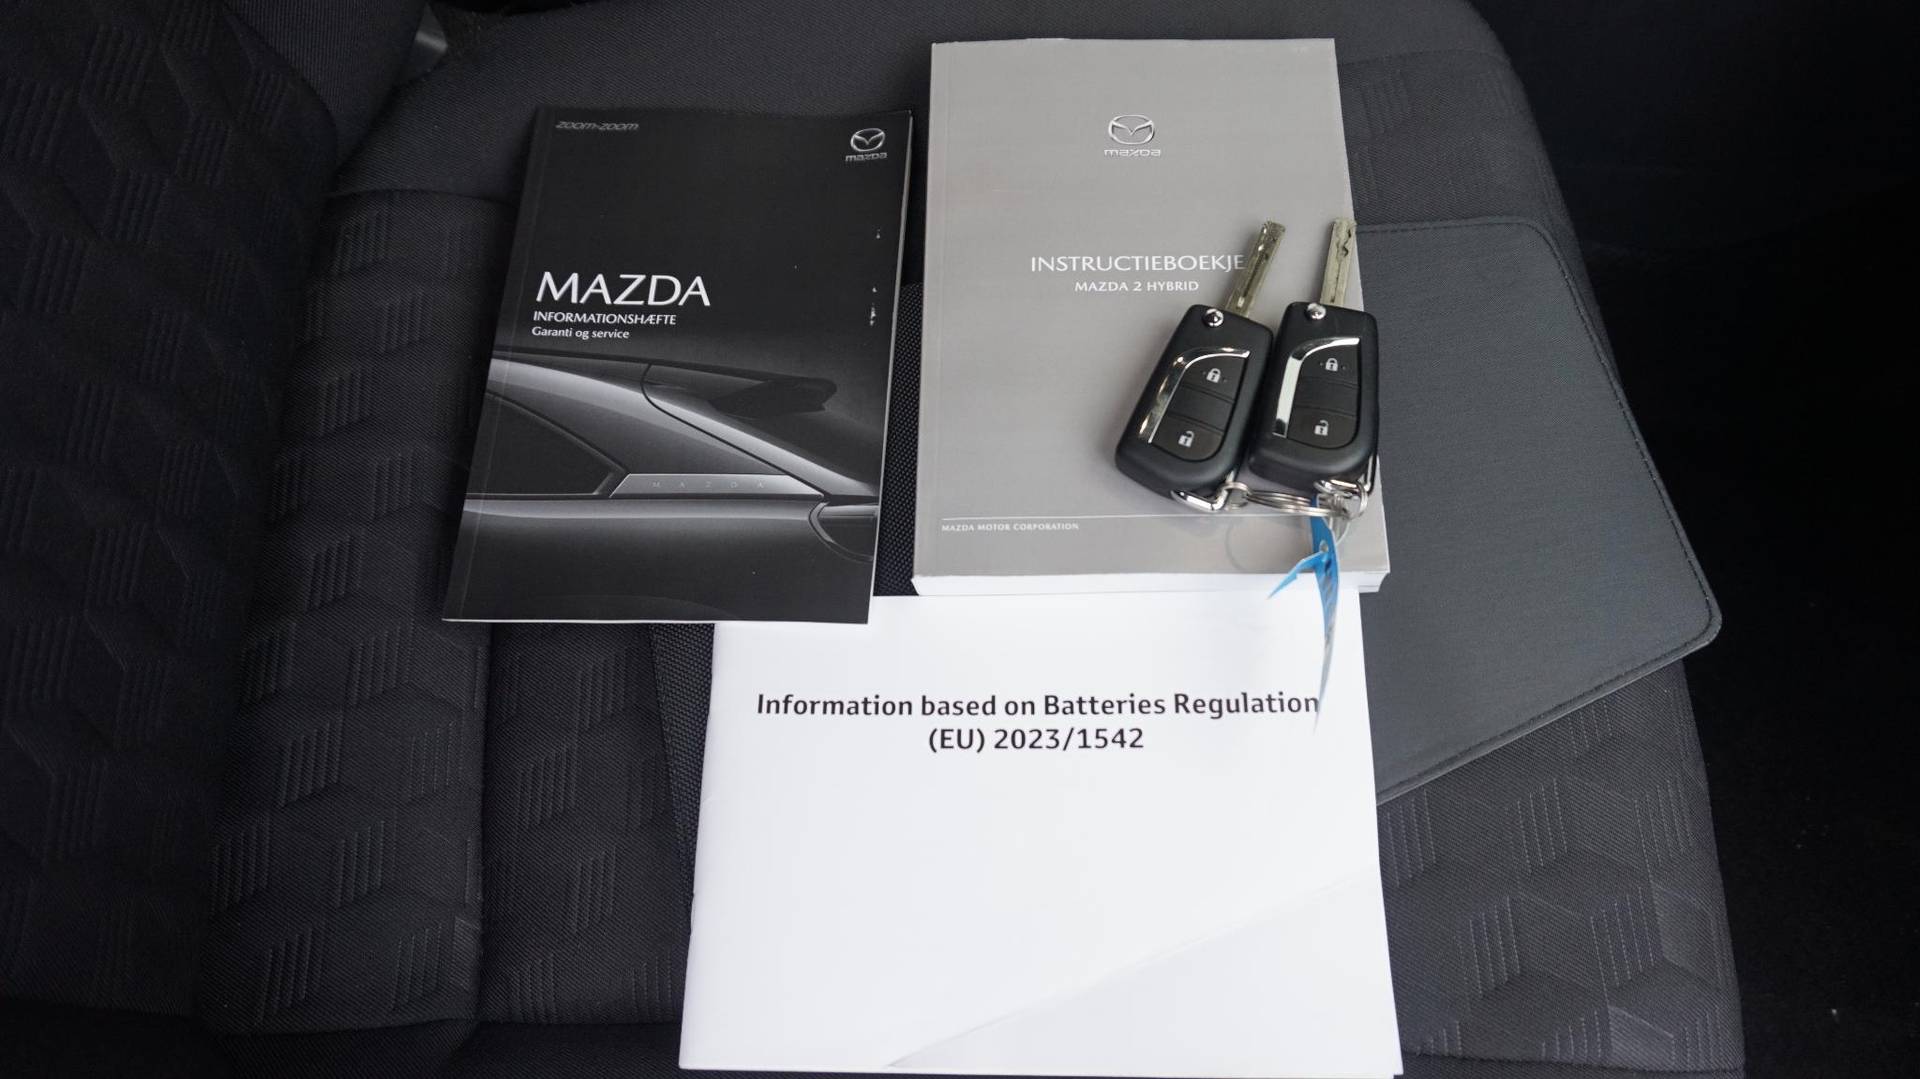 zoom-zoom
mazda
MAZDA
INFORMATIONSHÆFTE
Garanti og service
MAZDA
mazda
INSTRUCTIEBOEKJE
MAZDA 2 HYBRID
MAZDA MOTOR CORPORATION
Information based on Batteries Regulation
(EU) 2023/1542